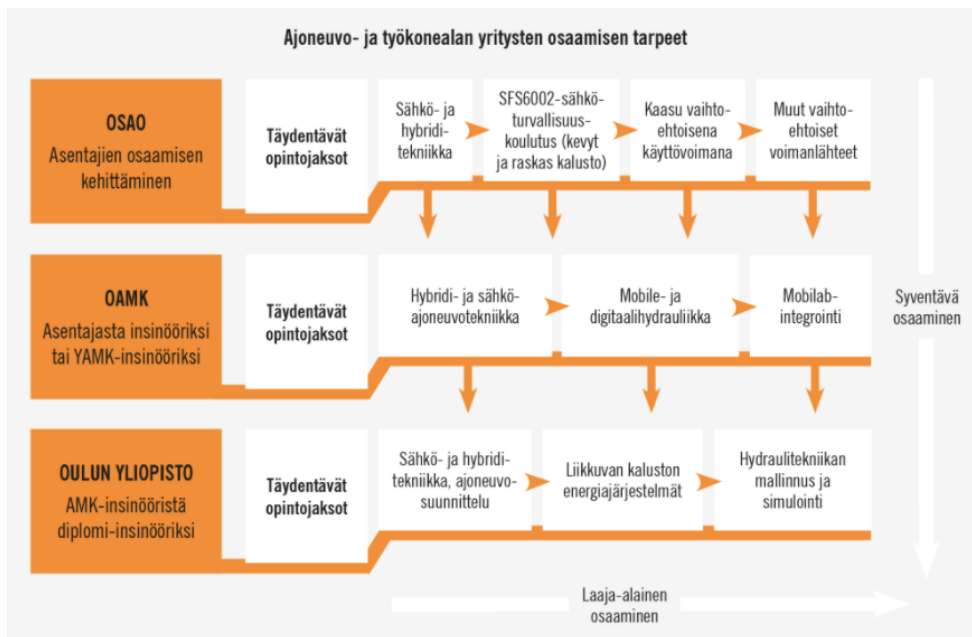 Ajoneuvo- ja työkonealan yritysten osaamisen tarpeet
OSAO
Asentajien osaamisen
kehittäminen
Täydentävät
opintojaksot
Sähkö- ja
hybridi-
tekniikka
SFS6002-sähkö-
turvallisuus-
koulutus (kevyt
ja raskas kalusto)
Kaasu vaihto-
ehtoisena
käyttövoimana
Muut vaihto-
ehtoiset
voimanlähteet
OAMK
Asentajasta insinööriksi
tai YAMK-insinööriksi
Täydentävät
opintojaksot
Hybridi- ja sähkö-
ajoneuvotekniikka
Mobile- ja
digitaalihydrauliikka
Mobilab-
integrointi
Syventävä
osaaminen
OULUN YLIOPISTO
AMK-insinööristä
diplomi-insinööriksi
Täydentävät
opintojaksot
Sähkö- ja hybridi-
tekniikka, ajoneuvo-
suunnittelu
Liikkuvan kaluston
energiajärjestelmät
Hydraulitekniikan
mallinnus ja
simulointi
Laaja-alainen
osaaminen